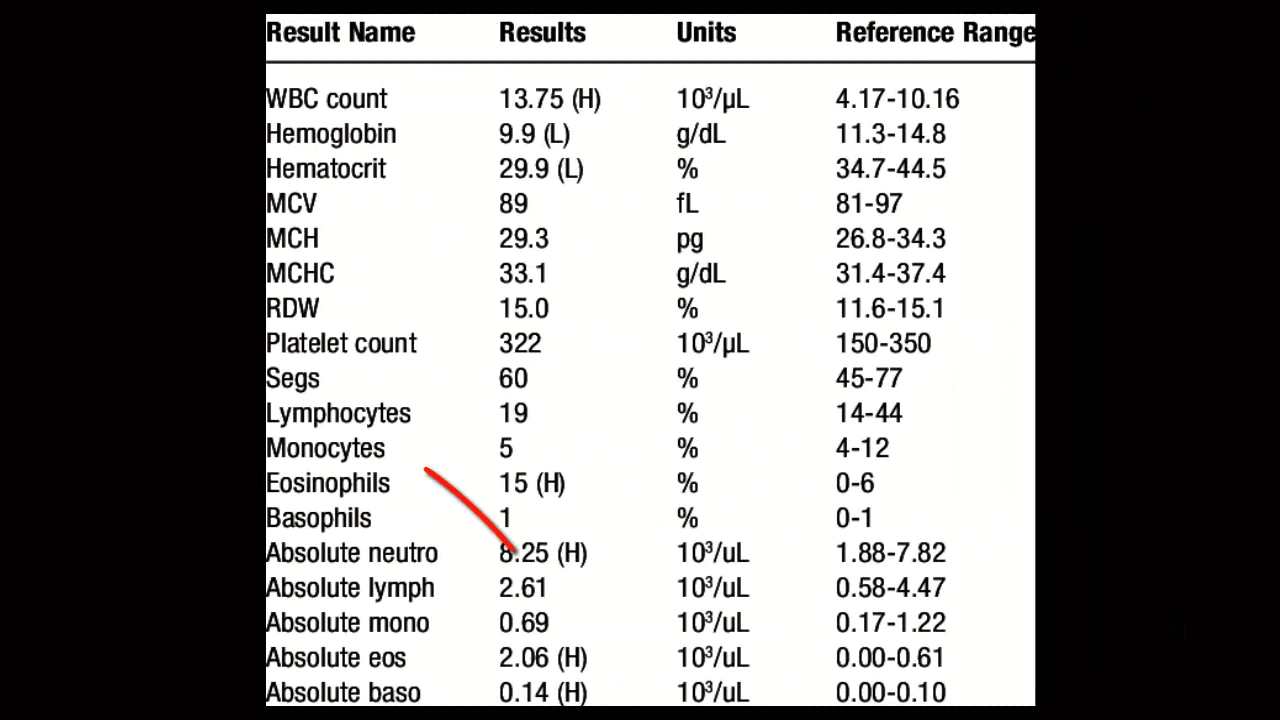 Result Name Results Units Reference Range
WBC count 13.75 (H) 10³/µL 4.17-10.16
Hemoglobin 9.9 (L) g/dL 11.3-14.8
Hematocrit 29.9 (L) % 34.7-44.5
MCV 89 fL 81-97
MCH 29.3 pg 26.8-34.3
MCHC 33.1 g/dL 31.4-37.4
RDW 15.0 % 11.6-15.1
Platelet count 322 10³/µL 150-350
Segs 60 % 45-77
Lymphocytes 19 % 14-44
Monocytes 5 % 4-12
Eosinophils 15 (H) % 0-6
Basophils 1 % 0-1
Absolute neutro 8.25 (H) 10³/uL 1.88-7.82
Absolute lymph 2.61 10³/uL 0.58-4.47
Absolute mono 0.69 10³/uL 0.17-1.22
Absolute eos 2.06 (H) 10³/uL 0.00-0.61
Absolute baso 0.14 (H) 10³/uL 0.00-0.10